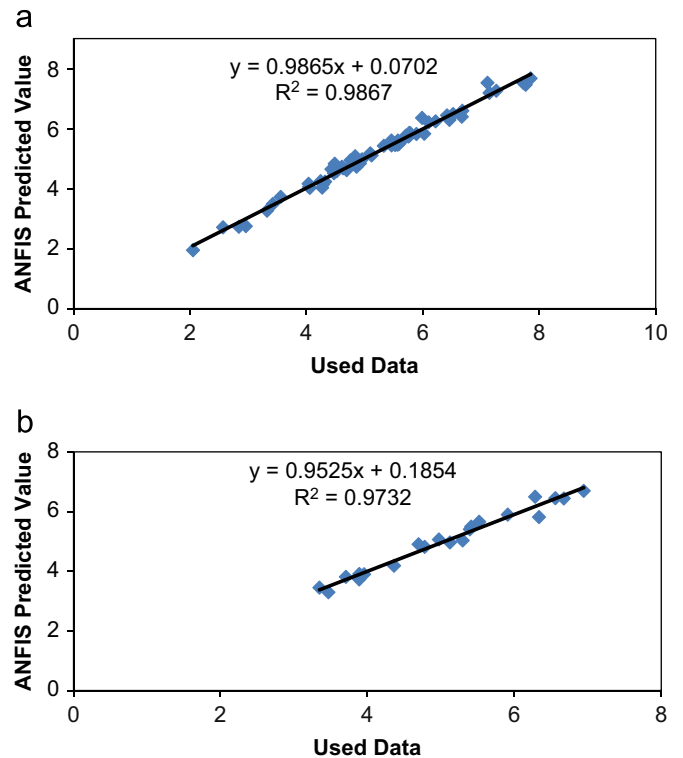 a
y = 0.9865x + 0.0702
R² = 0.9867
ANFIS Predicted Value
8
6
4
2
0
0 2 4 6 8 10
Used Data
b
y = 0.9525x + 0.1854
R² = 0.9732
ANFIS Predicted Value
8
6
4
2
0
0 2 4 6 8
Used Data